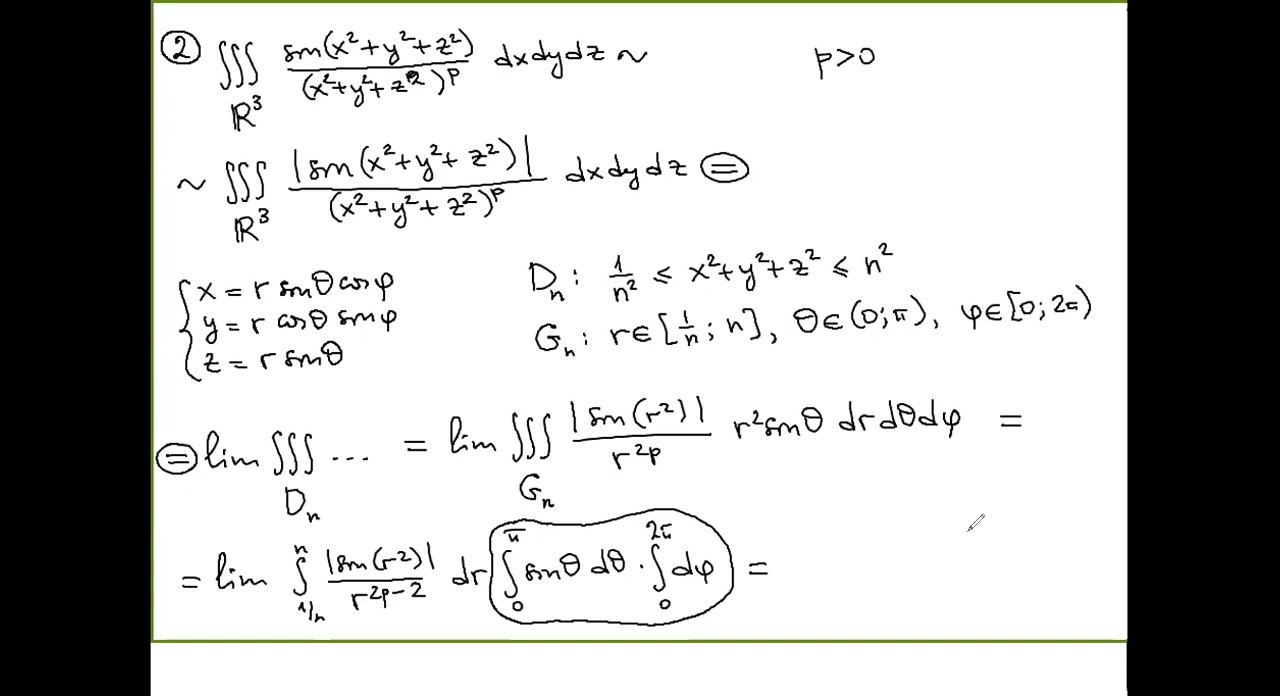 ② ∭_{ℝ³} sin(x²+y²+z²)/(x²+y²+z²)^p dxdydz ~ p>0
~ ∭_{ℝ³} |sin(x²+y²+z²)|/(x²+y²+z²)^p dxdydz ⊜
{ x = r sinθ cosφ D_n : 1/n² ≤ x²+y²+z² ≤ n²
y = r cosθ sinφ G_n : r∈[1/n ; n], θ∈(0;π), φ∈[0;2π)
z = r sinθ
⊜ lim ∭_{D_n} ... = lim ∭_{G_n} |sin(r²)|/r^{2p} r² sinθ dr dθ dφ =
= lim ∫_{1/n}^{n} |sin(r²)|/r^{2p-2} dr ∫_0^π sinθ dθ · ∫_0^{2π} dφ =